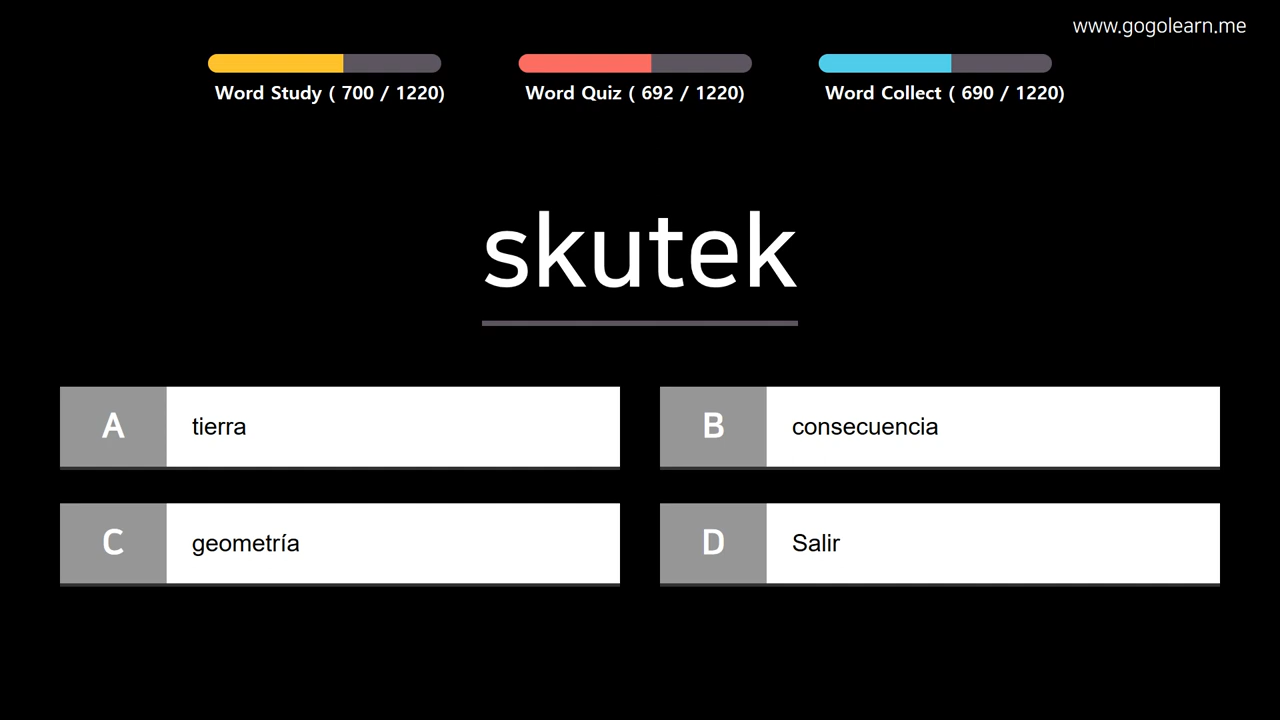 www.gogolearn.me
Word Study ( 700 / 1220)
Word Quiz ( 692 / 1220)
Word Collect ( 690 / 1220)
skutek
A tierra
B consecuencia
C geometría
D Salir